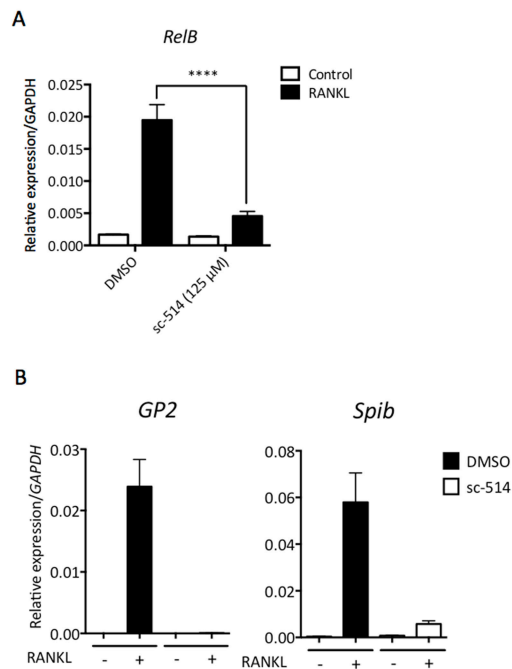 A
RelB
****
Control
RANKL
Relative expression/GAPDH
0.025
0.020
0.015
0.010
0.005
0.000
DMSO
sc-514 (125 µM)
B
GP2
Relative expression/GAPDH
0.03
0.02
0.01
0.00
RANKL - + - +
Spib
0.08
0.06
0.04
0.02
0.00
RANKL - + - +
DMSO
sc-514